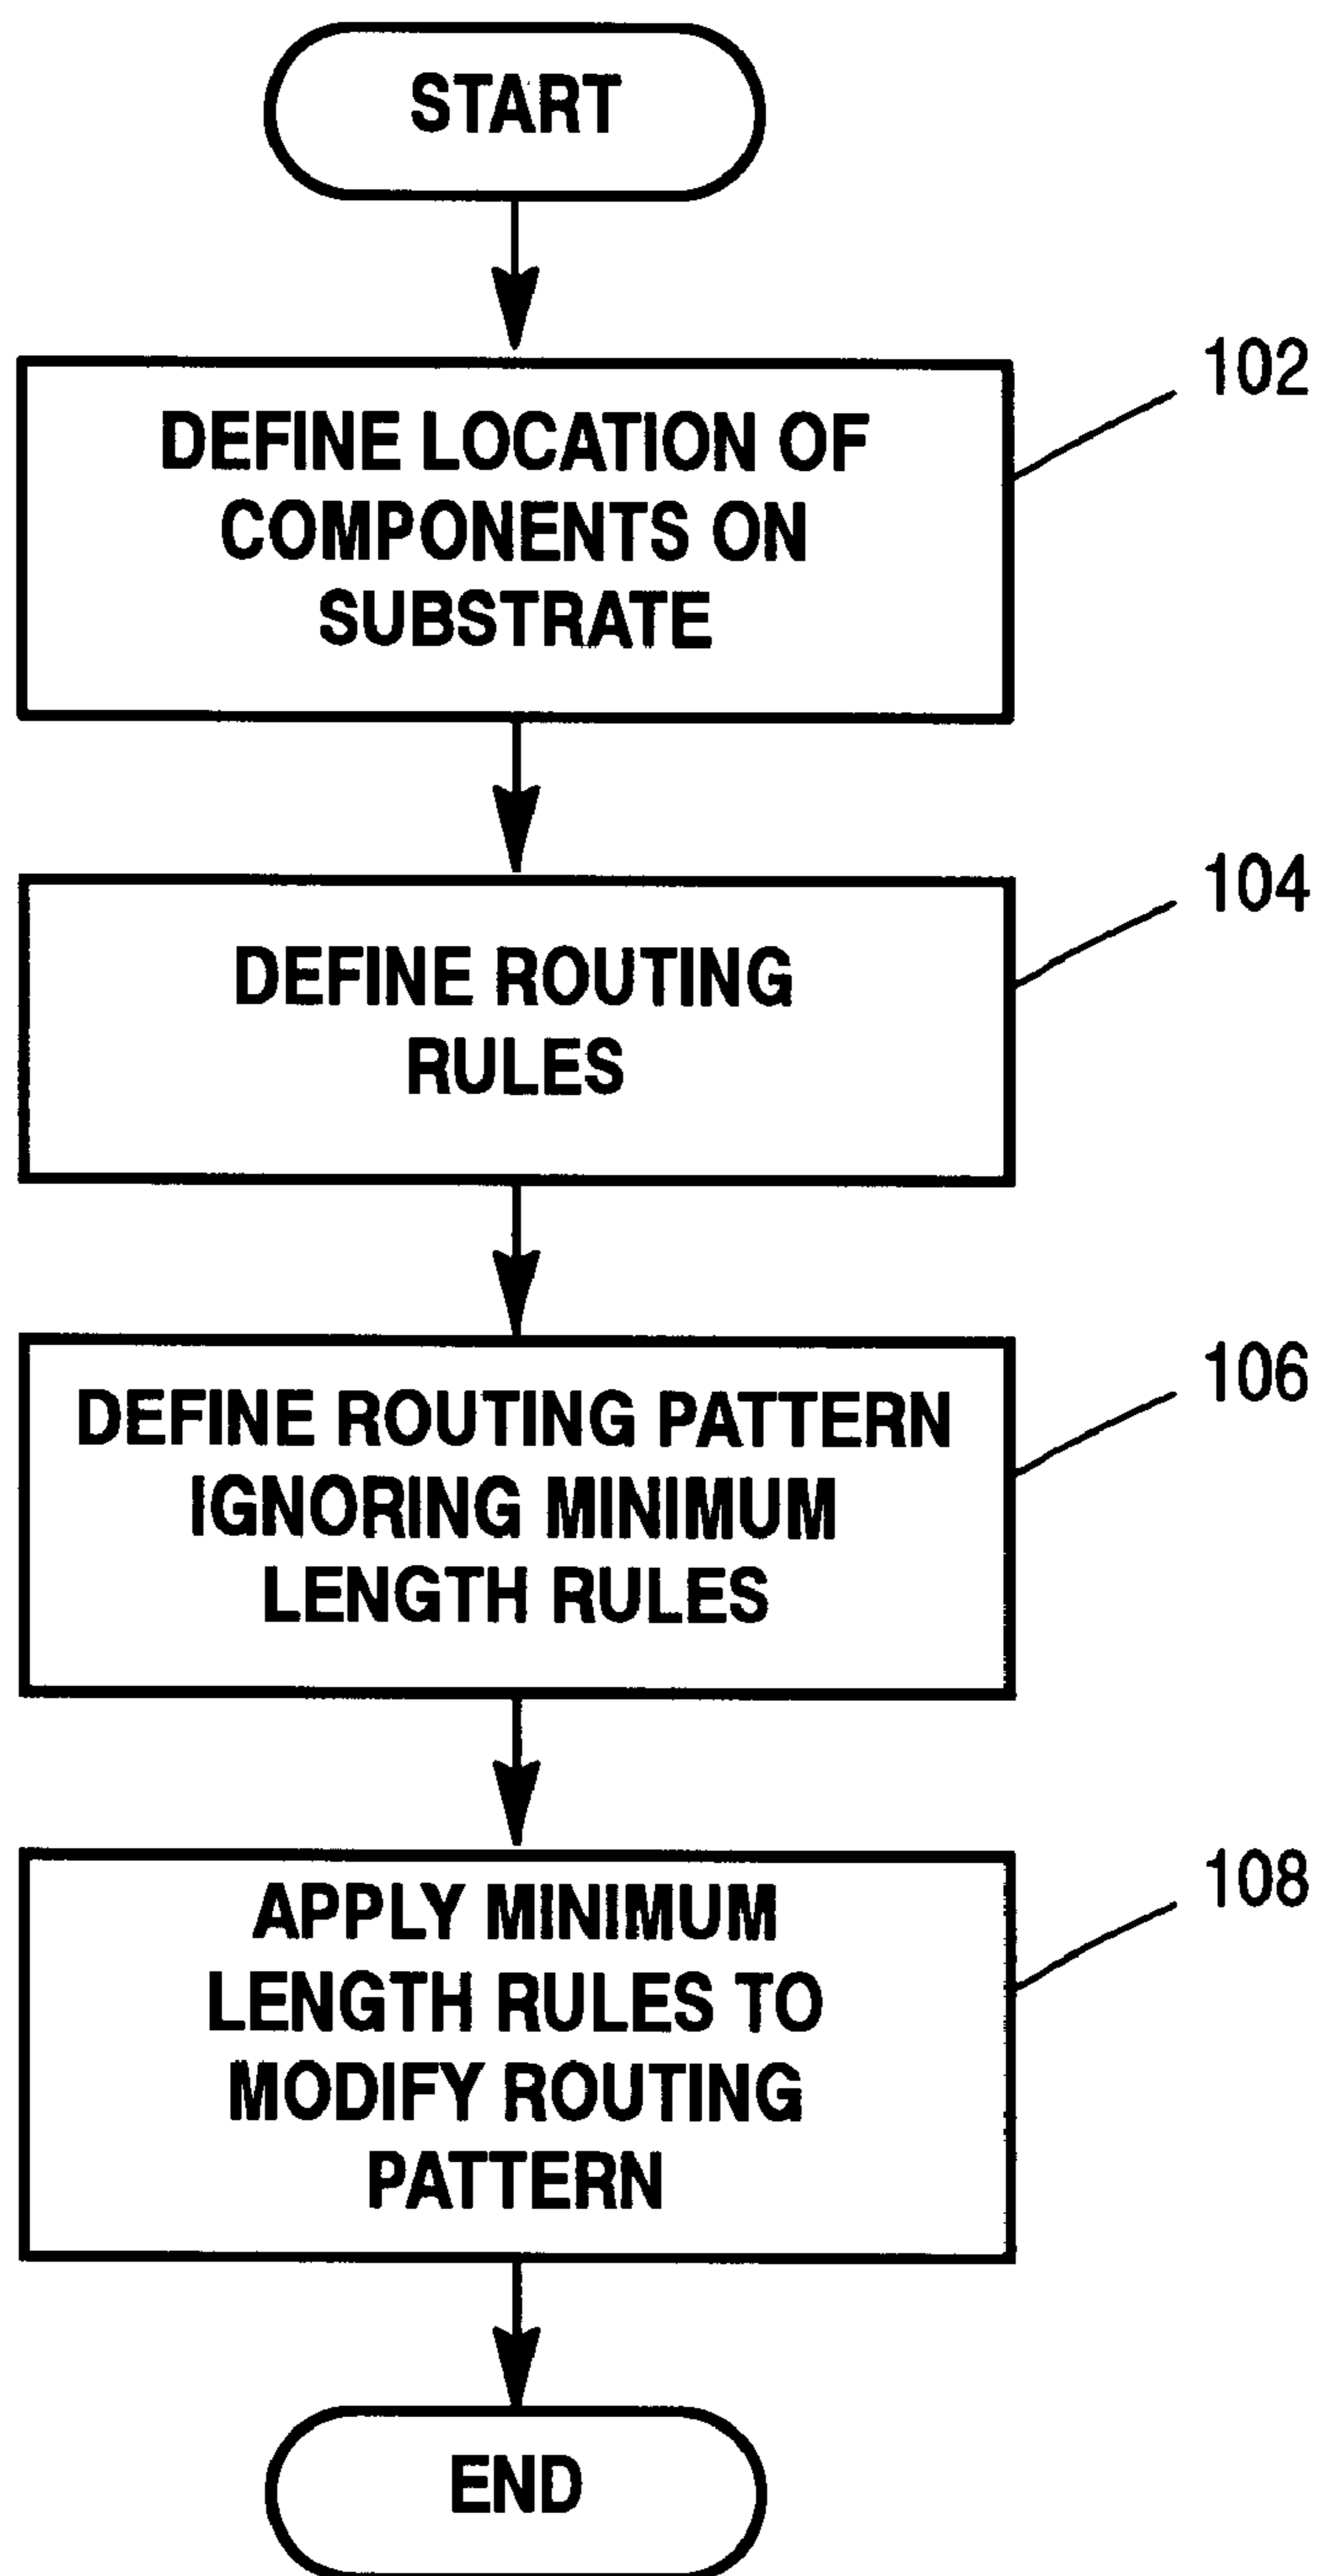 START
102
DEFINE LOCATION OF
COMPONENTS ON
SUBSTRATE
104
DEFINE ROUTING
RULES
106
DEFINE ROUTING PATTERN
IGNORING MINIMUM
LENGTH RULES
108
APPLY MINIMUM
LENGTH RULES TO
MODIFY ROUTING
PATTERN
END